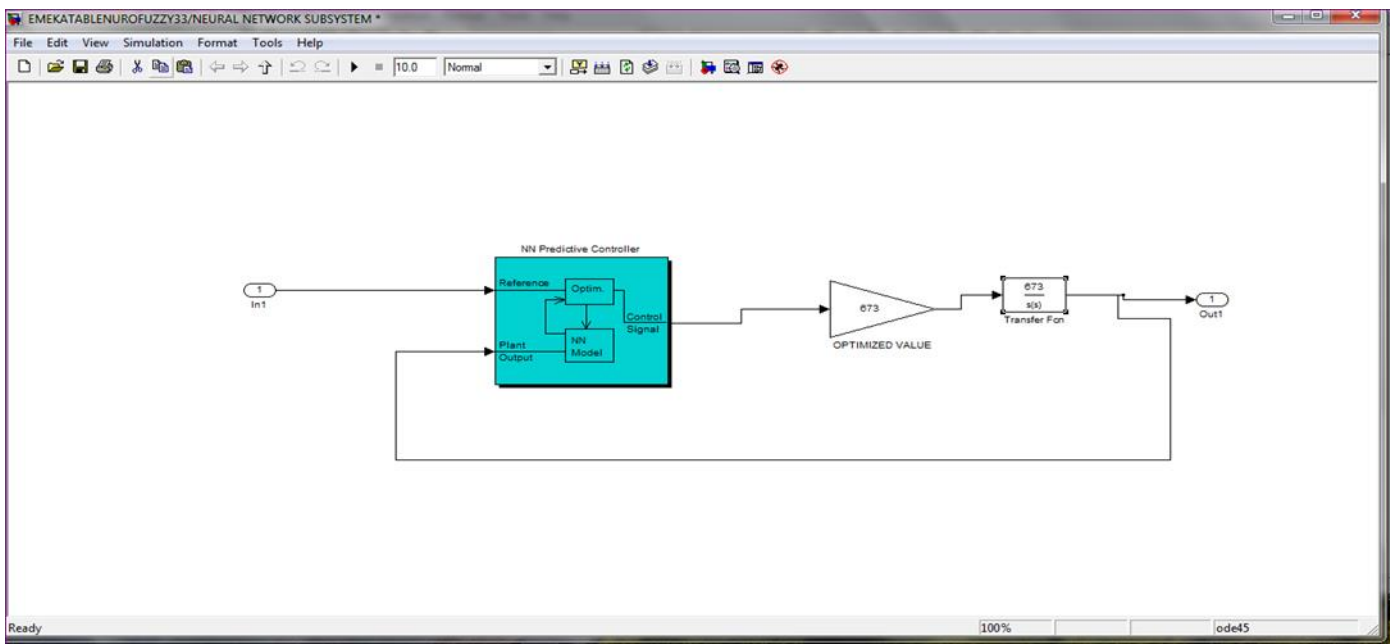 EMEKATABLENUROFUZZY33/NEURAL NETWORK SUBSYSTEM *
File Edit View Simulation Format Tools Help
10.0 Normal
NN Predictive Controller
Reference
Optim.
Control
Signal
Plant
Output
NN
Model
1
In1
673
OPTIMIZED VALUE
673
s(s)
Transfer Fcn
1
Out1
Ready 100% ode45